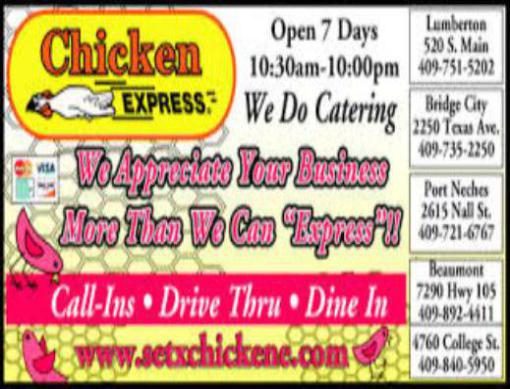 Chicken
EXPRESS
Open 7 Days
10:30am-10:00pm
We Do Catering
VISA
We Appreciate Your Business
More Than We Can "Express"!!
Call-Ins • Drive Thru • Dine In
www.setxchickene.com
Lumberton
520 S. Main
409-751-5202
Bridge City
2250 Texas Ave.
409-735-2250
Port Neches
2615 Nall St.
409-721-6767
Beaumont
7290 Hwy 105
409-892-4411
4760 College St.
409-840-5950